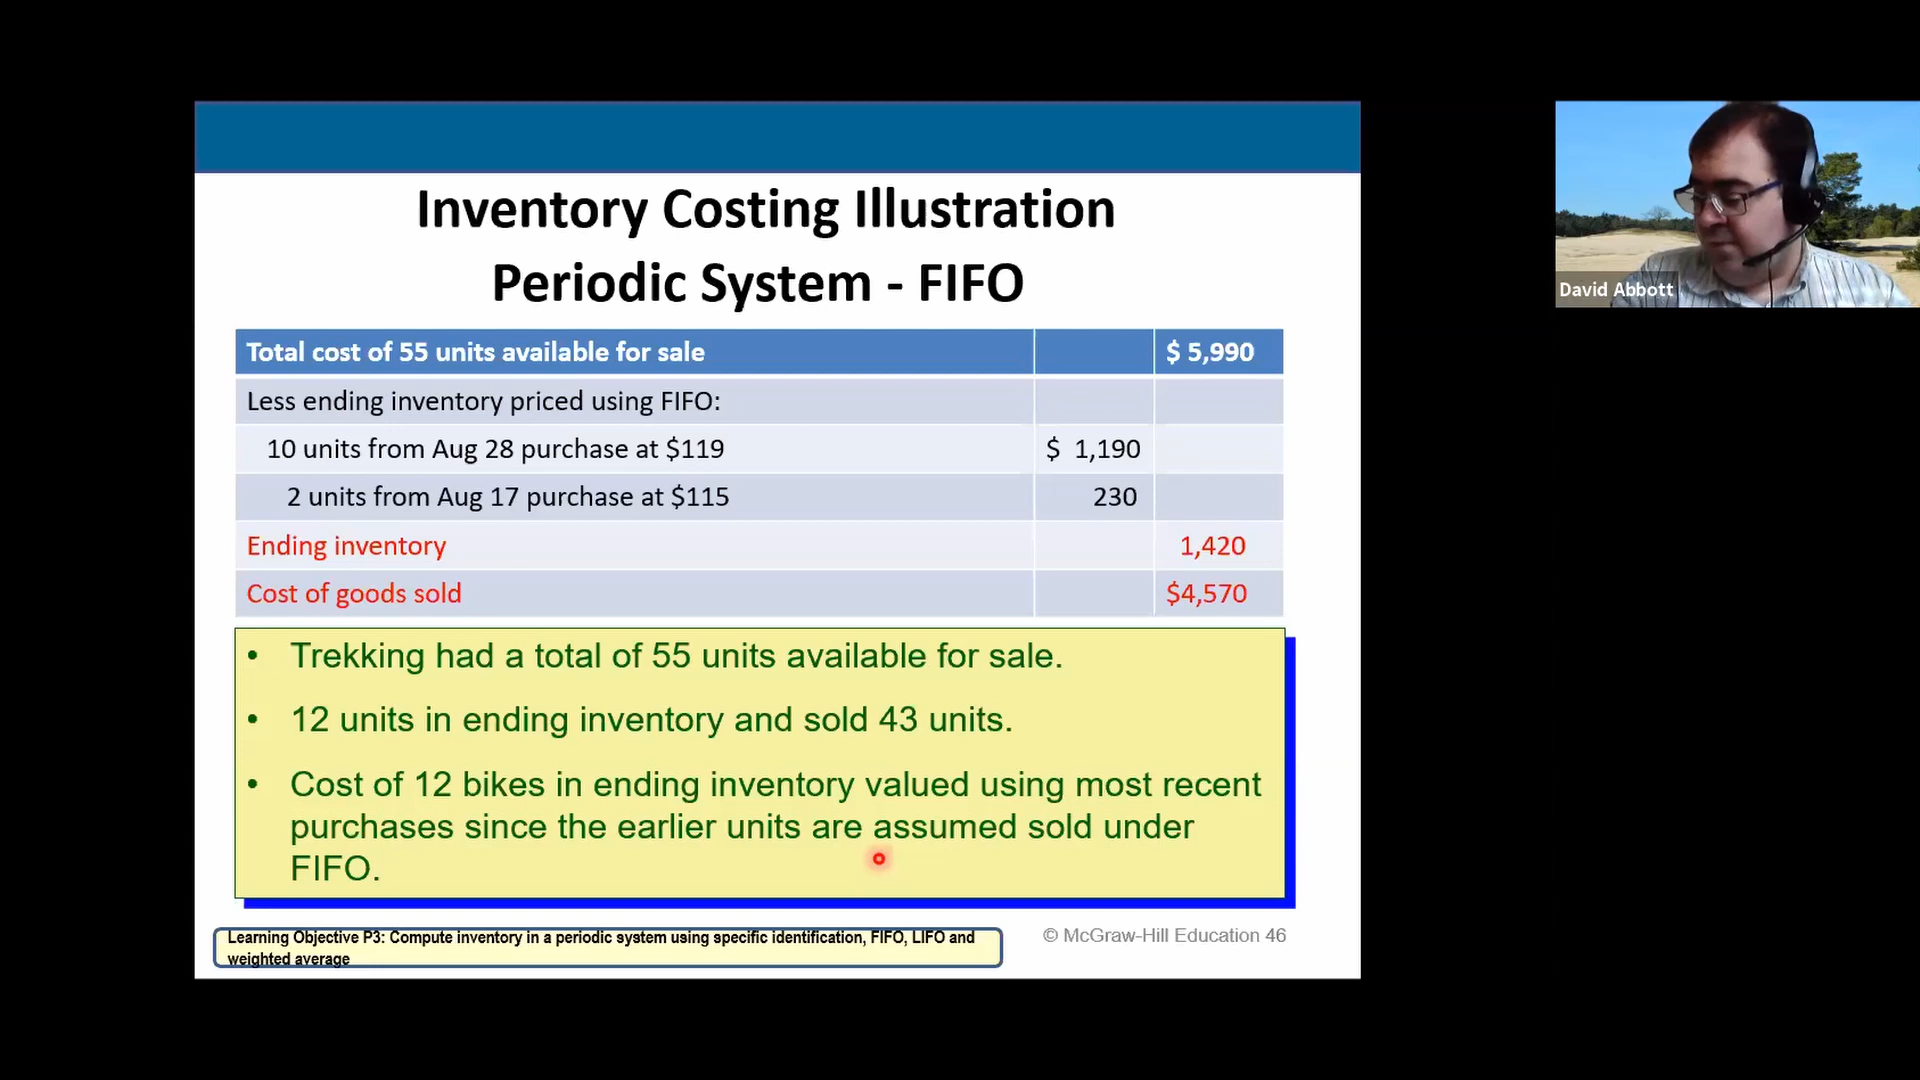 Inventory Costing Illustration
Periodic System - FIFO
Total cost of 55 units available for sale $ 5,990
Less ending inventory priced using FIFO:
10 units from Aug 28 purchase at $119 $ 1,190
2 units from Aug 17 purchase at $115 230
Ending inventory 1,420
Cost of goods sold $4,570
• Trekking had a total of 55 units available for sale.
• 12 units in ending inventory and sold 43 units.
• Cost of 12 bikes in ending inventory valued using most recent
purchases since the earlier units are assumed sold under
FIFO.
Learning Objective P3: Compute inventory in a periodic system using specific identification, FIFO, LIFO and
weighted average
© McGraw-Hill Education 46
David Abbott